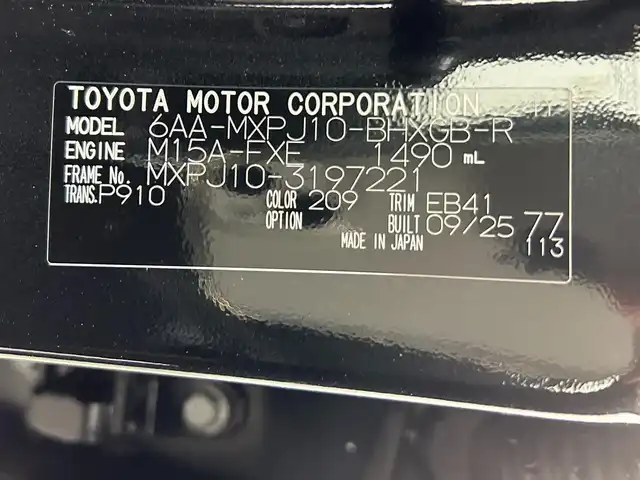 TOYOTA MOTOR CORPORATION
MODEL 6AA-MXPJ10-BHXGB-R
ENGINE M15A-FXE 1490 mL
FRAME No. MXPJ10-3197221
TRANS. P910 COLOR 209 TRIM EB41
OPTION BUILT 09/25 77
MADE IN JAPAN 113